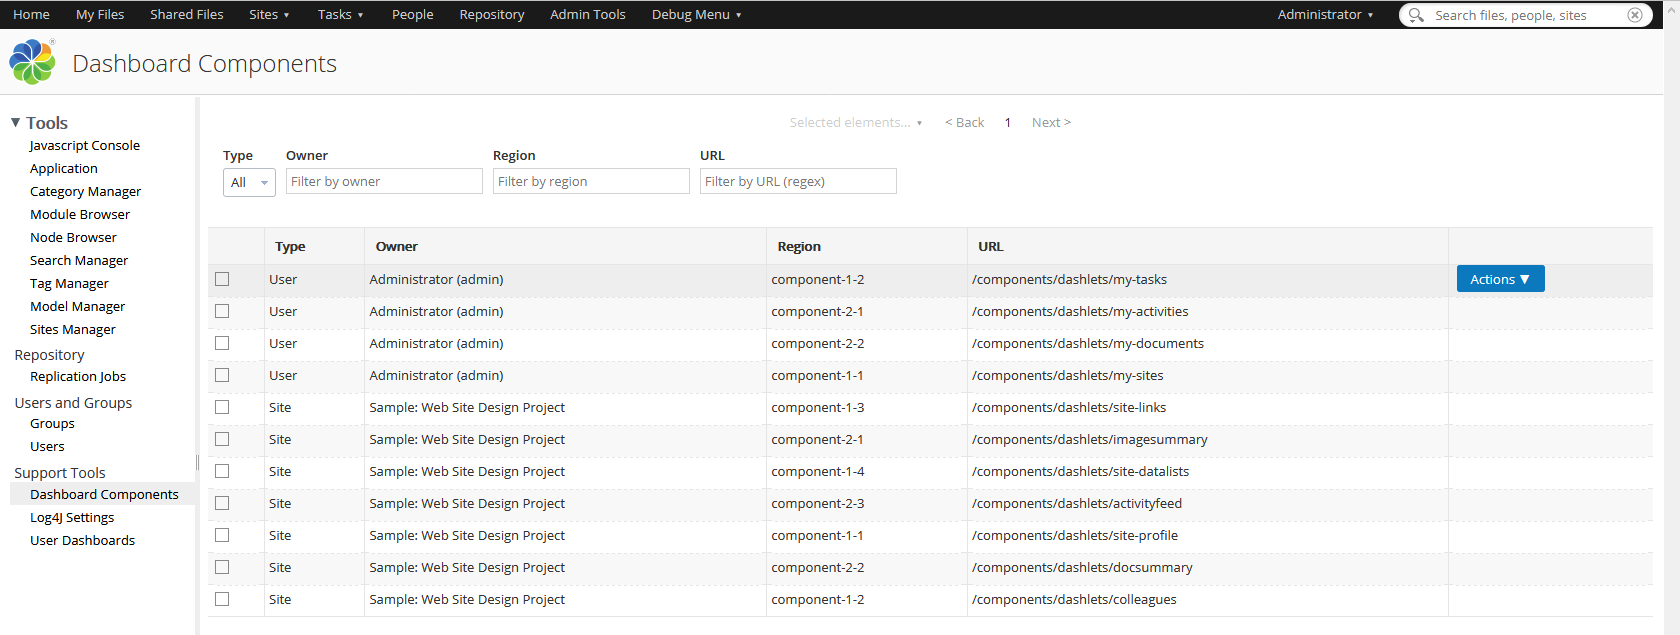 Home My Files Shared Files Sites ▾ Tasks ▾ People Repository Admin Tools Debug Menu ▾ Administrator ▾ Search files, people, sites
® Dashboard Components
▼ Tools
Javascript Console
Application
Category Manager
Module Browser
Node Browser
Search Manager
Tag Manager
Model Manager
Sites Manager
Repository
Replication Jobs
Users and Groups
Groups
Users
Support Tools
Dashboard Components
Log4J Settings
User Dashboards
Selected elements... ▾ < Back 1 Next >
Type Owner Region URL
All Filter by owner Filter by region Filter by URL (regex)
Type Owner Region URL
User Administrator (admin) component-1-2 /components/dashlets/my-tasks Actions ▼
User Administrator (admin) component-2-1 /components/dashlets/my-activities
User Administrator (admin) component-2-2 /components/dashlets/my-documents
User Administrator (admin) component-1-1 /components/dashlets/my-sites
Site Sample: Web Site Design Project component-1-3 /components/dashlets/site-links
Site Sample: Web Site Design Project component-2-1 /components/dashlets/imagesummary
Site Sample: Web Site Design Project component-1-4 /components/dashlets/site-datalists
Site Sample: Web Site Design Project component-2-3 /components/dashlets/activityfeed
Site Sample: Web Site Design Project component-1-1 /components/dashlets/site-profile
Site Sample: Web Site Design Project component-2-2 /components/dashlets/docsummary
Site Sample: Web Site Design Project component-1-2 /components/dashlets/colleagues